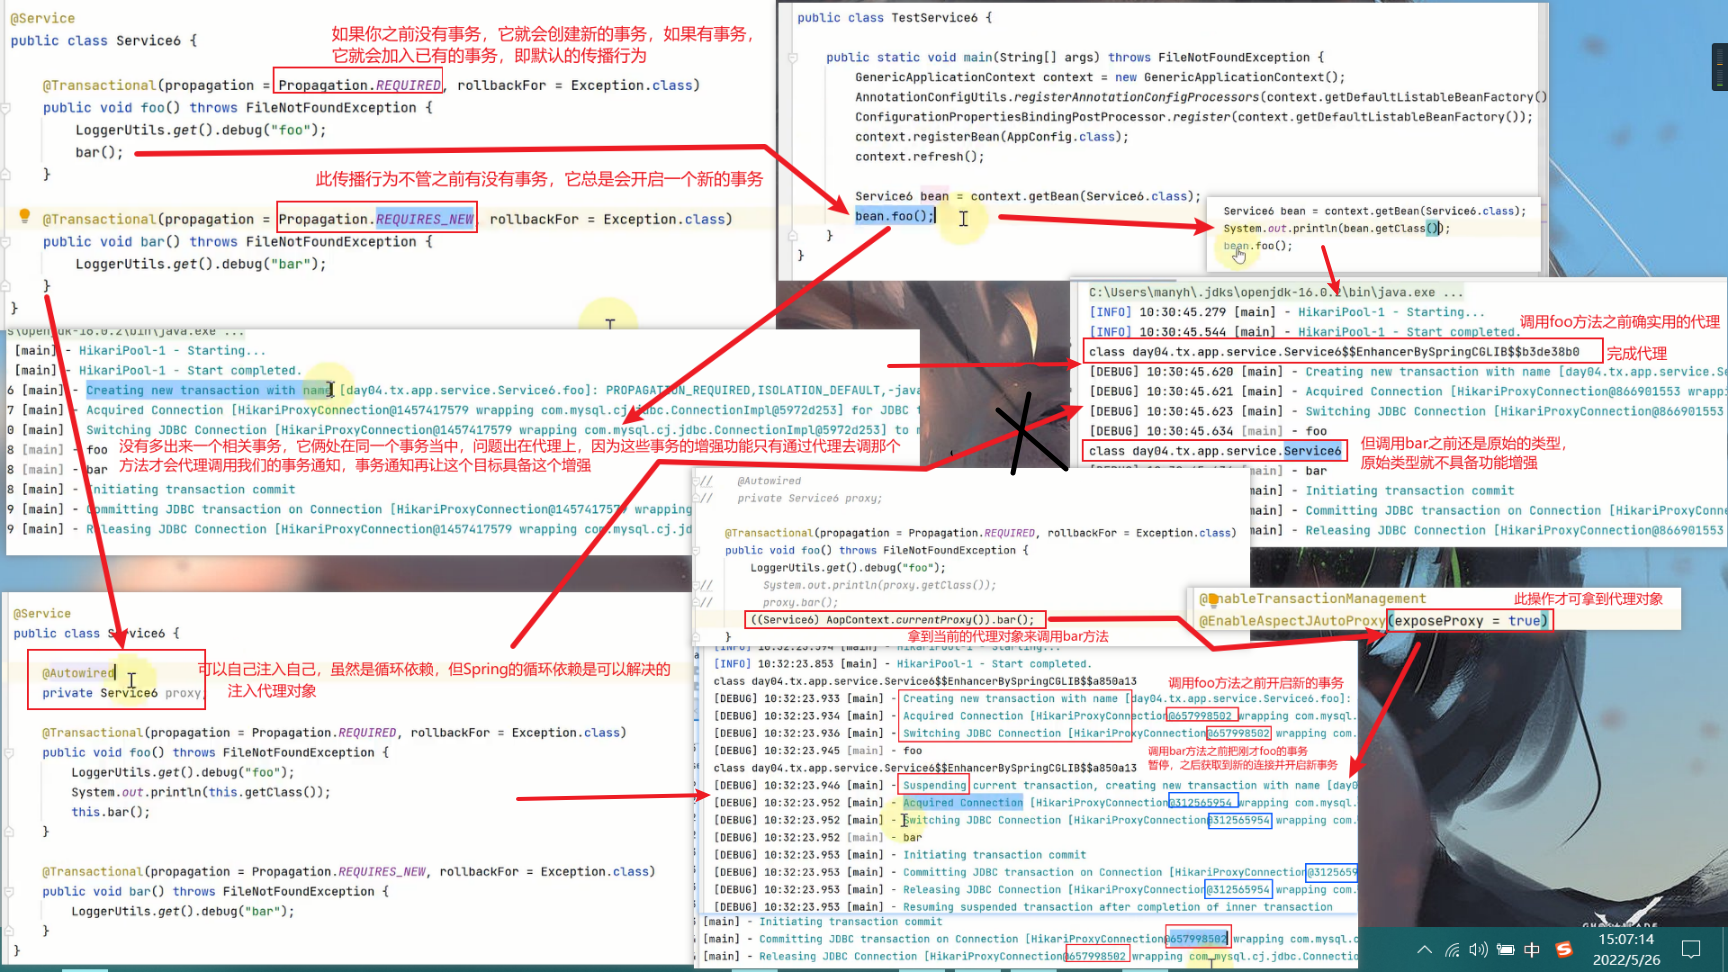 @Service
public class Service6 {
如果你之前没有事务，它就会创建新的事务，如果有事务，
它就会加入已有的事务，即默认的传播行为
@Transactional(propagation = Propagation.REQUIRED, rollbackFor = Exception.class)
public void foo() throws FileNotFoundException {
LoggerUtils.get().debug("foo");
bar();
}
此传播行为不管之前有没有事务，它总是会开启一个新的事务
@Transactional(propagation = Propagation.REQUIRES_NEW, rollbackFor = Exception.class)
public void bar() throws FileNotFoundException {
LoggerUtils.get().debug("bar");
}
}
public class TestService6 {
public static void main(String[] args) throws FileNotFoundException {
GenericApplicationContext context = new GenericApplicationContext();
AnnotationConfigUtils.registerAnnotationConfigProcessors(context.getDefaultListableBeanFactory()
ConfigurationPropertiesBindingPostProcessor.register(context.getDefaultListableBeanFactory());
context.registerBean(AppConfig.class);
context.refresh();
Service6 bean = context.getBean(Service6.class);
bean.foo();
}
}
Service6 bean = context.getBean(Service6.class);
System.out.println(bean.getClass());
bean.foo();
s\openjdk-16.0.2\bin\java.exe ...
[main] - HikariPool-1 - Starting...
[main] - HikariPool-1 - Start completed.
6 [main] - Creating new transaction with name [day04.tx.app.service.Service6.foo]: PROPAGATION_REQUIRED,ISOLATION_DEFAULT,-java
7 [main] - Acquired Connection [HikariProxyConnection@1457417579 wrapping com.mysql.cj.jdbc.ConnectionImpl@5972d253] for JDBC t
0 [main] - Switching JDBC Connection [HikariProxyConnection@1457417579 wrapping com.mysql.cj.jdbc.ConnectionImpl@5972d253] to m
8 [main] - foo
没有多出来一个相关事务，它俩处在同一个事务当中，问题出在代理上，因为这些事务的增强功能只有通过代理去调那个
方法才会代理调用我们的事务通知，事务通知再让这个目标具备这个增强
8 [main] - bar
8 [main] - Initiating transaction commit
9 [main] - Committing JDBC transaction on Connection [HikariProxyConnection@1457417579 wrapping
9 [main] - Releasing JDBC Connection [HikariProxyConnection@1457417579 wrapping com.mysql.cj.jd
C:\Users\manyh\.jdks\openjdk-16.0.2\bin\java.exe ...
[INFO] 10:30:45.279 [main] - HikariPool-1 - Starting...
[INFO] 10:30:45.544 [main] - HikariPool-1 - Start completed.
调用foo方法之前确实用的代理
class day04.tx.app.service.Service6$$EnhancerBySpringCGLIB$$b3de38b0
完成代理
[DEBUG] 10:30:45.620 [main] - Creating new transaction with name [day04.tx.app.service.Se
[DEBUG] 10:30:45.621 [main] - Acquired Connection [HikariProxyConnection@866901553 wrapp
[DEBUG] 10:30:45.623 [main] - Switching JDBC Connection [HikariProxyConnection@866901553
[DEBUG] 10:30:45.634 [main] - foo
class day04.tx.app.service.Service6
但调用bar之前还是原始的类型，
原始类型就不具备功能增强
[main] - bar
main] - Initiating transaction commit
main] - Committing JDBC transaction on Connection [HikariProxyConnection@866901553
main] - Releasing JDBC Connection [HikariProxyConnection@866901553
// @Autowired
// private Service6 proxy;
@Transactional(propagation = Propagation.REQUIRED, rollbackFor = Exception.class)
public void foo() throws FileNotFoundException {
LoggerUtils.get().debug("foo");
// System.out.println(proxy.getClass());
// proxy.bar();
((Service6) AopContext.currentProxy()).bar();
}
拿到当前的代理对象来调用bar方法
@EnableTransactionManagement
此操作才可拿到代理对象
@EnableAspectJAutoProxy(exposeProxy = true)
@Service
public class Service6 {
@Autowired
private Service6 proxy
可以自己注入自己，虽然是循环依赖，但Spring的循环依赖是可以解决的
注入代理对象
@Transactional(propagation = Propagation.REQUIRED, rollbackFor = Exception.class)
public void foo() throws FileNotFoundException {
LoggerUtils.get().debug("foo");
System.out.println(this.getClass());
this.bar();
}
@Transactional(propagation = Propagation.REQUIRES_NEW, rollbackFor = Exception.class)
public void bar() throws FileNotFoundException {
LoggerUtils.get().debug("bar");
}
}
[INFO] 10:32:23.853 [main] - HikariPool-1 - Start completed.
class day04.tx.app.service.Service6$$EnhancerBySpringCGLIB$$a850a13
调用foo方法之前开启新的事务
[DEBUG] 10:32:23.933 [main] - Creating new transaction with name [day04.tx.app.service.Service6.foo]:
[DEBUG] 10:32:23.934 [main] - Acquired Connection [HikariProxyConnection@657998502 wrapping com.mysql.
[DEBUG] 10:32:23.936 [main] - Switching JDBC Connection [HikariProxyConnection@657998502 wrapping com.
[DEBUG] 10:32:23.945 [main] - foo
调用bar方法之前把刚才foo的事务
暂停，之后获取到新的连接并开启新事务
class day04.tx.app.service.Service6$$EnhancerBySpringCGLIB$$a850a13
[DEBUG] 10:32:23.946 [main] - Suspending current transaction, creating new transaction with name [day0
[DEBUG] 10:32:23.952 [main] - Acquired Connection [HikariProxyConnection@312565954 wrapping com.mysql.
[DEBUG] 10:32:23.952 [main] - Switching JDBC Connection [HikariProxyConnection@312565954 wrapping com.
[DEBUG] 10:32:23.952 [main] - bar
[DEBUG] 10:32:23.953 [main] - Initiating transaction commit
[DEBUG] 10:32:23.953 [main] - Committing JDBC transaction on Connection [HikariProxyConnection@3125659
[DEBUG] 10:32:23.953 [main] - Releasing JDBC Connection [HikariProxyConnection@312565954 wrapping com.
[DEBUG] 10:32:23.953 [main] - Resuming suspended transaction after completion of inner transaction
[main] - Initiating transaction commit
[main] - Committing JDBC transaction on Connection [HikariProxyConnection@657998502 wrapping com.mysql.c
[main] - Releasing JDBC Connection [HikariProxyConnection@657998502 wrapping com.mysql.cj.jdbc.Connectio
中
15:07:14
2022/5/26